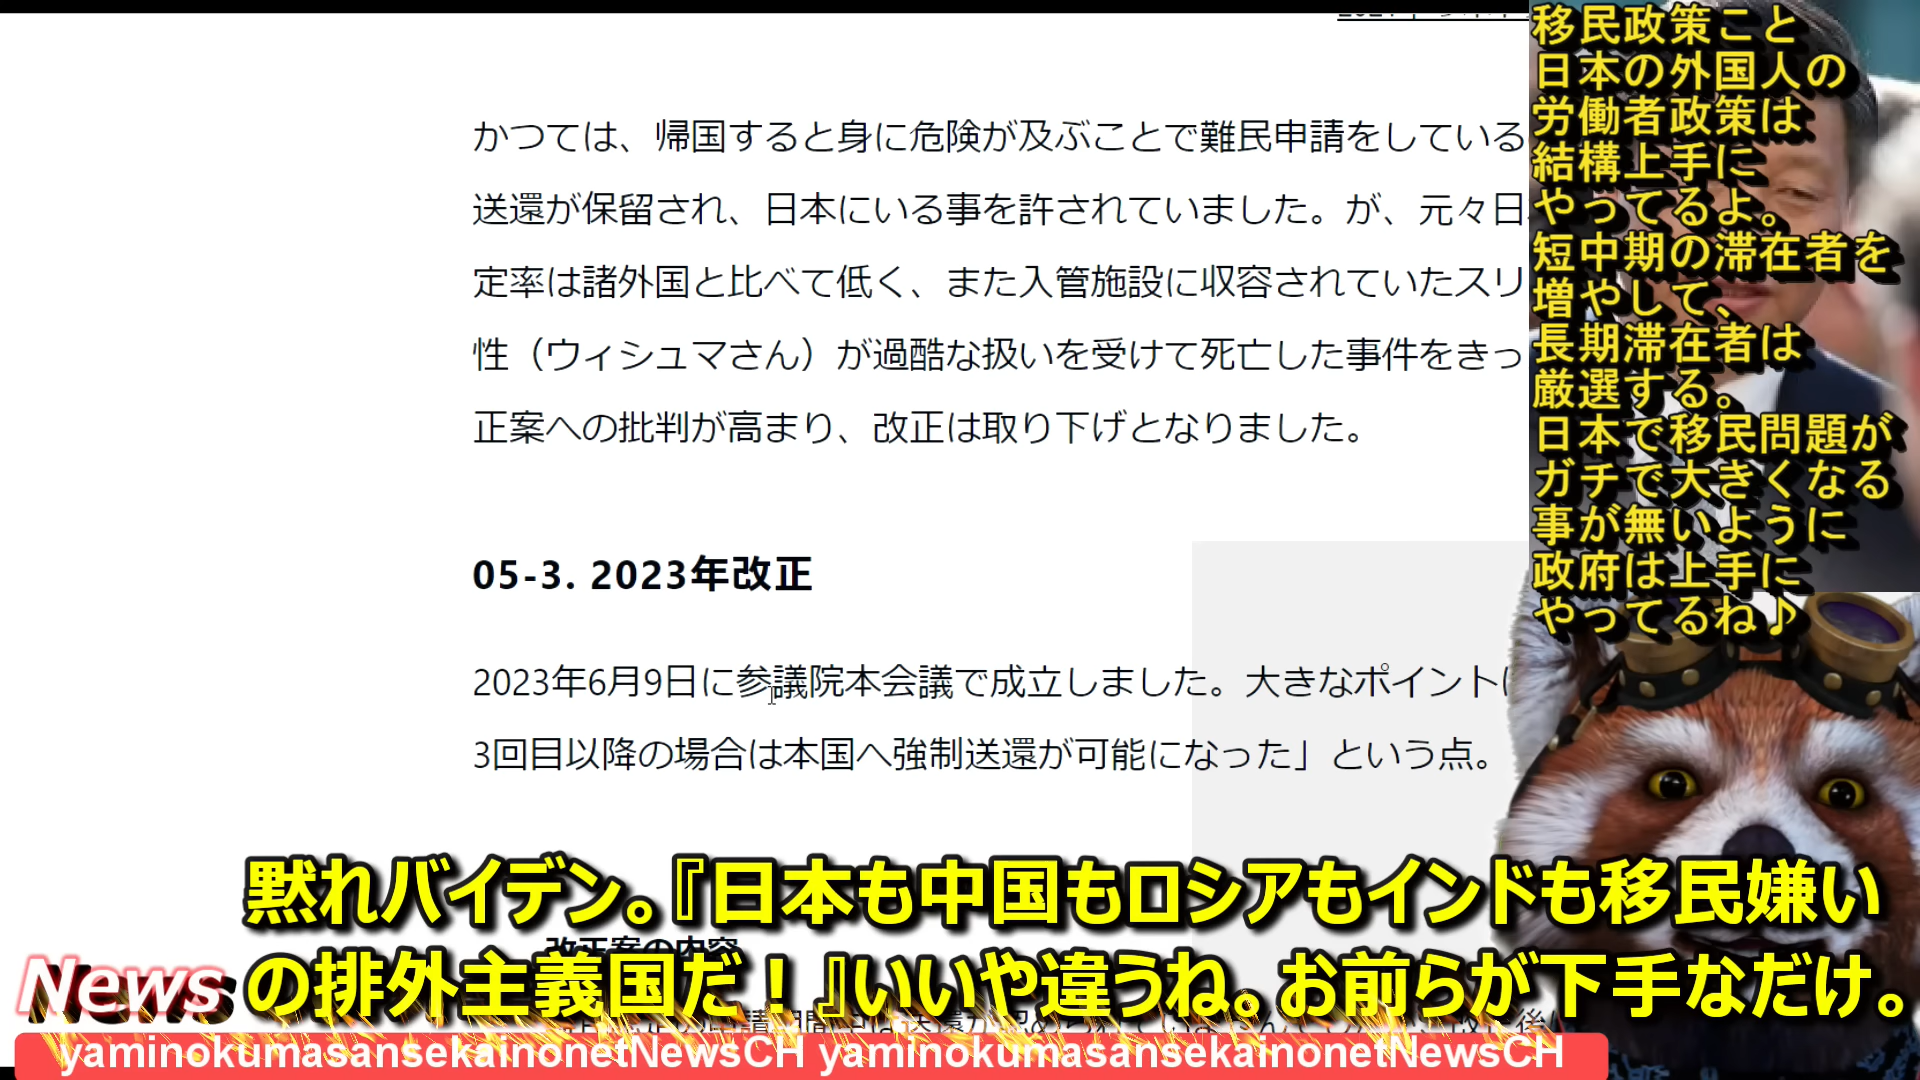 かつては、帰国すると身に危険が及ぶことで難民申請をしている
送還が保留され、日本にいる事を許されていました。が、元々日
定率は諸外国と比べて低く、また入管施設に収容されていたスリ
性（ウィシュマさん）が過酷な扱いを受けて死亡した事件をきっ
正案への批判が高まり、改正は取り下げとなりました。
05-3. 2023年改正
2023年6月9日に参議院本会議で成立しました。大きなポイントは
3回目以降の場合は本国へ強制送還が可能になった」という点。
改正案の内容
移民政策こと
日本の外国人の
労働者政策は
結構上手に
やってるよ。
短中期の滞在者を
増やして、
長期滞在者は
厳選する。
日本で移民問題が
ガチで大きくなる
事が無いように
政府は上手に
やってるね♪
黙れバイデン。『日本も中国もロシアもインドも移民嫌い
の排外主義国だ！』いいや違うね。お前らが下手なだけ。
News
yaminokumasansekainonetNewsCH yaminokumasansekainonetNewsCH